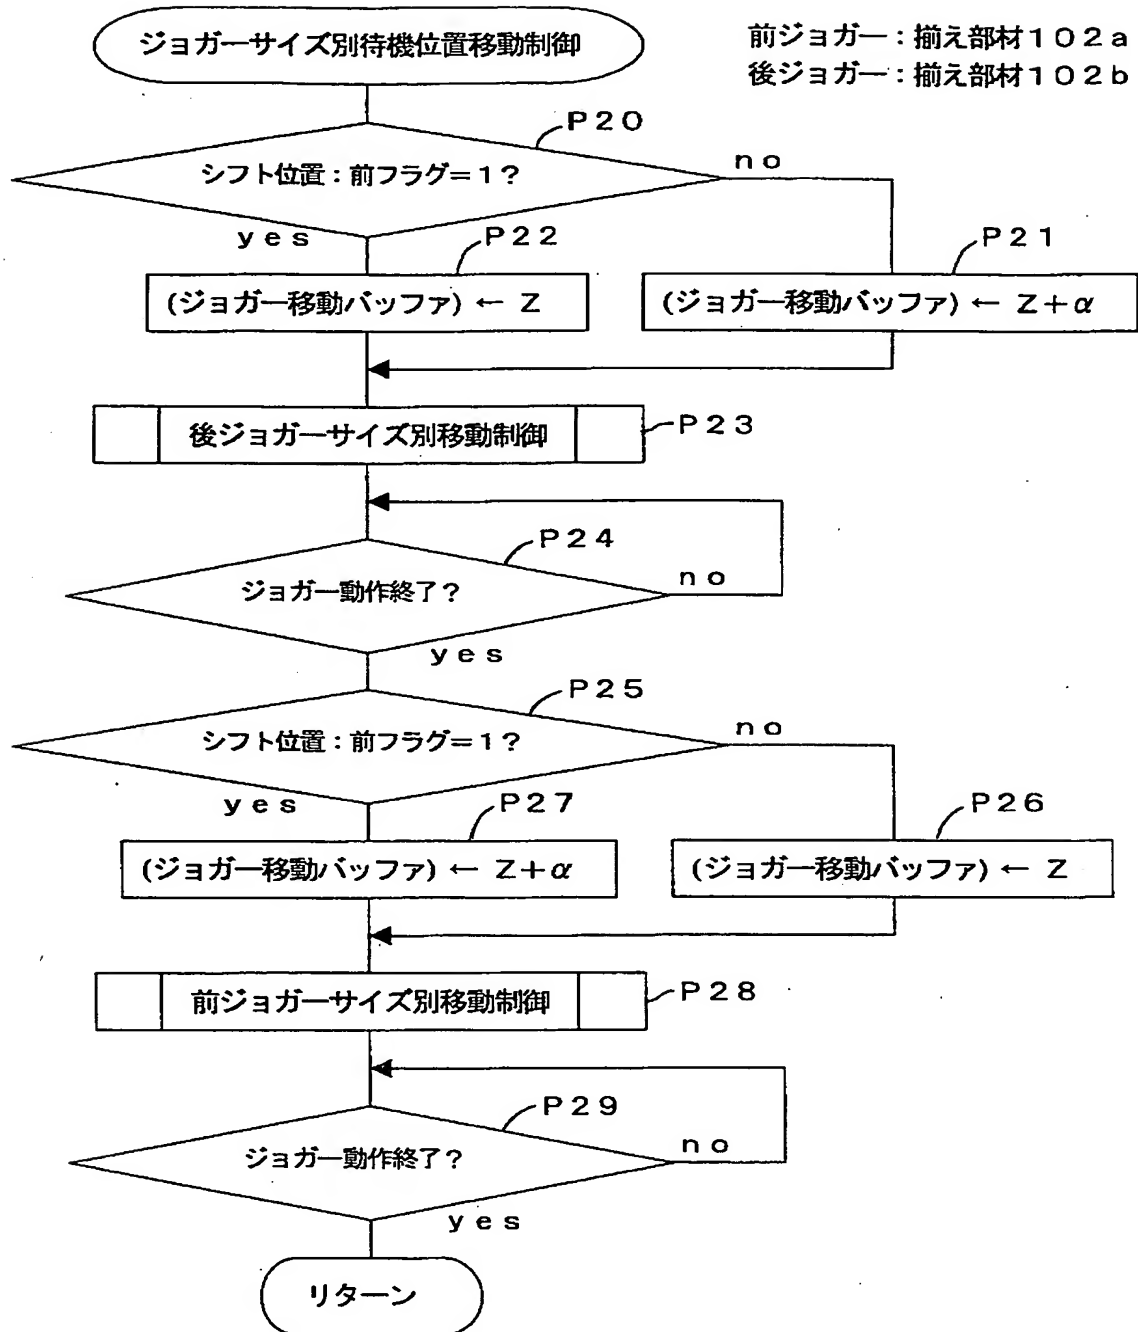 ジョガーサイズ別待機位置移動制御
前ジョガー：揃え部材102a
後ジョガー：揃え部材102b
P20
シフト位置：前フラグ＝1？
no
yes
P22
P21
(ジョガー移動バッファ) ← Z
(ジョガー移動バッファ) ← Z＋α
後ジョガーサイズ別移動制御
P23
P24
ジョガー動作終了？
no
yes
P25
シフト位置：前フラグ＝1？
no
yes
P27
P26
(ジョガー移動バッファ) ← Z＋α
(ジョガー移動バッファ) ← Z
前ジョガーサイズ別移動制御
P28
P29
ジョガー動作終了？
no
yes
リターン